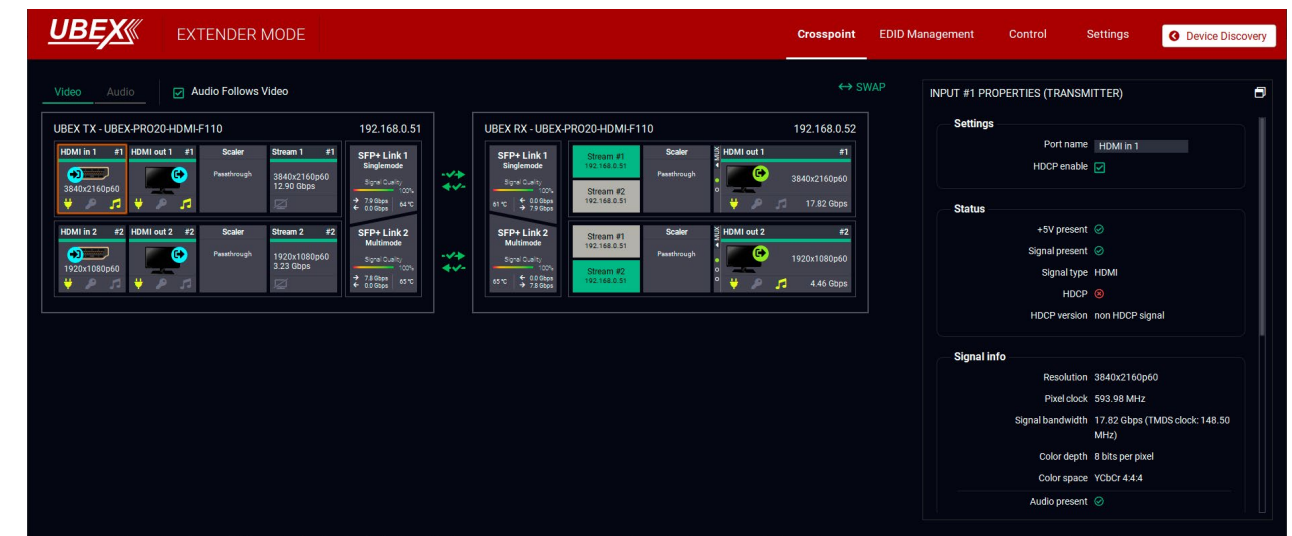 UBEX EXTENDER MODE
Crosspoint EDID Management Control Settings Device Discovery
Video Audio Audio Follows Video
SWAP
UBEX TX - UBEX-PRO20-HDMI-F110 192.168.0.51
HDMI in 1 #1
3840x2160p60
HDMI out 1 #1
Scaler
Passthrough
Stream 1 #1
3840x2160p60
12.90 Gbps
SFP+ Link 1
Singlemode
Signal Quality
100%
7.9 Gbps
0.0 Gbps
64 °C
HDMI in 2 #2
1920x1080p60
HDMI out 2 #2
Scaler
Passthrough
Stream 2 #2
1920x1080p60
3.23 Gbps
SFP+ Link 2
Multimode
Signal Quality
100%
7.8 Gbps
0.0 Gbps
65 °C
UBEX RX - UBEX-PRO20-HDMI-F110 192.168.0.52
SFP+ Link 1
Singlemode
Signal Quality
100%
61 °C
0.0 Gbps
7.9 Gbps
Stream #1
192.168.0.51
Stream #2
192.168.0.51
Scaler
Passthrough
MUX
HDMI out 1 #1
3840x2160p60
17.82 Gbps
SFP+ Link 2
Multimode
Signal Quality
100%
65 °C
0.0 Gbps
7.8 Gbps
Stream #1
192.168.0.51
Stream #2
192.168.0.51
Scaler
Passthrough
MUX
HDMI out 2 #2
1920x1080p60
4.46 Gbps
INPUT #1 PROPERTIES (TRANSMITTER)
Settings
Port name HDMI in 1
HDCP enable
Status
+5V present
Signal present
Signal type HDMI
HDCP
HDCP version non HDCP signal
Signal info
Resolution 3840x2160p60
Pixel clock 593.98 MHz
Signal bandwidth 17.82 Gbps (TMDS clock: 148.50
MHz)
Color depth 8 bits per pixel
Color space YCbCr 4:4:4
Audio present